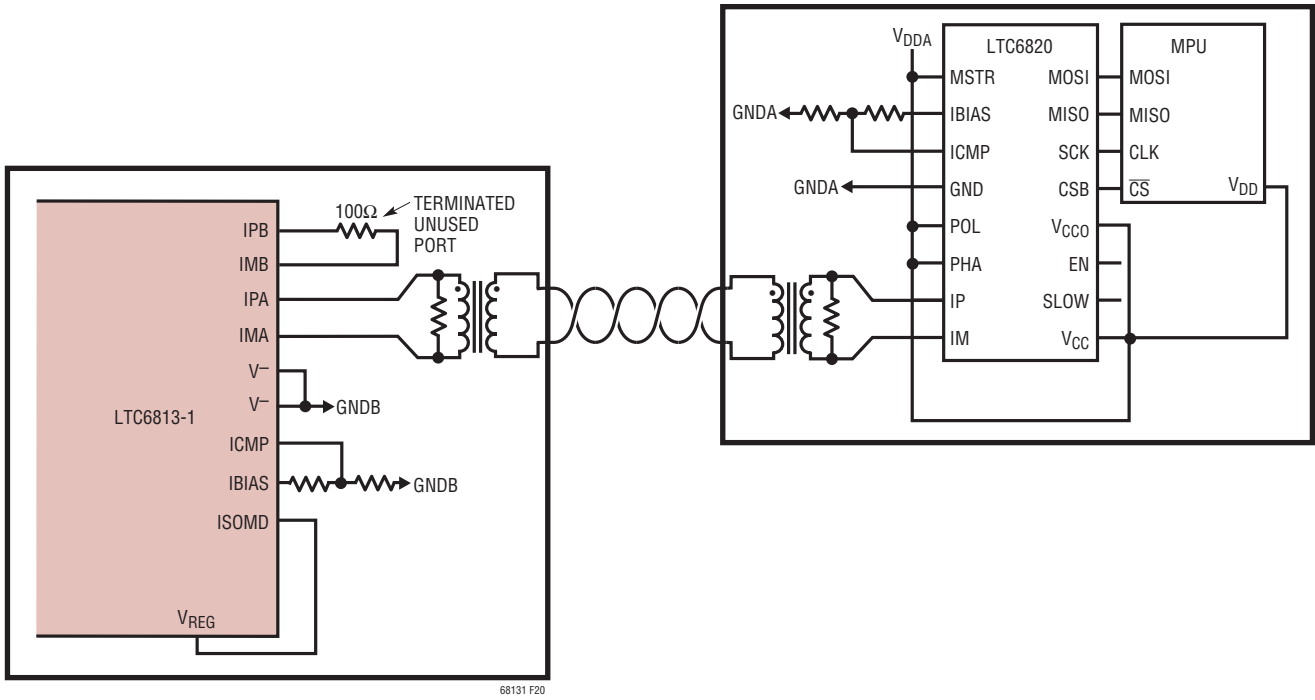 IPB
IMB
IPA
IMA
V–
V–
ICMP
IBIAS
ISOMD
VREG
LTC6813-1
100Ω
TERMINATED
UNUSED
PORT
GNDB
GNDB
VDDA
GNDA
GNDA
LTC6820
MSTR
IBIAS
ICMP
GND
POL
PHA
IP
IM
MOSI
MISO
SCK
CSB
VCCO
EN
SLOW
VCC
MPU
MOSI
MISO
CLK
CS
VDD
68131 F20